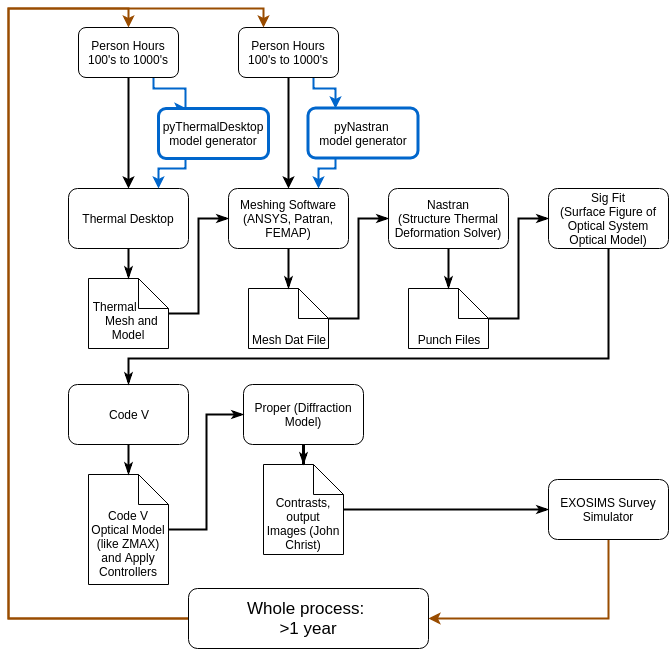 Person Hours
100's to 1000's
Person Hours
100's to 1000's
pyThermalDesktop
model generator
pyNastran
model generator
Thermal Desktop
Meshing Software
(ANSYS, Patran,
FEMAP)
Nastran
(Structure Thermal
Deformation Solver)
Sig Fit
(Surface Figure of
Optical System
Optical Model)
Thermal
Mesh and
Model
Mesh Dat File
Punch Files
Code V
Proper (Diffraction
Model)
Code V
Optical Model
(like ZMAX)
and Apply
Controllers
Contrasts,
output
Images (John
Christ)
EXOSIMS Survey
Simulator
Whole process:
>1 year